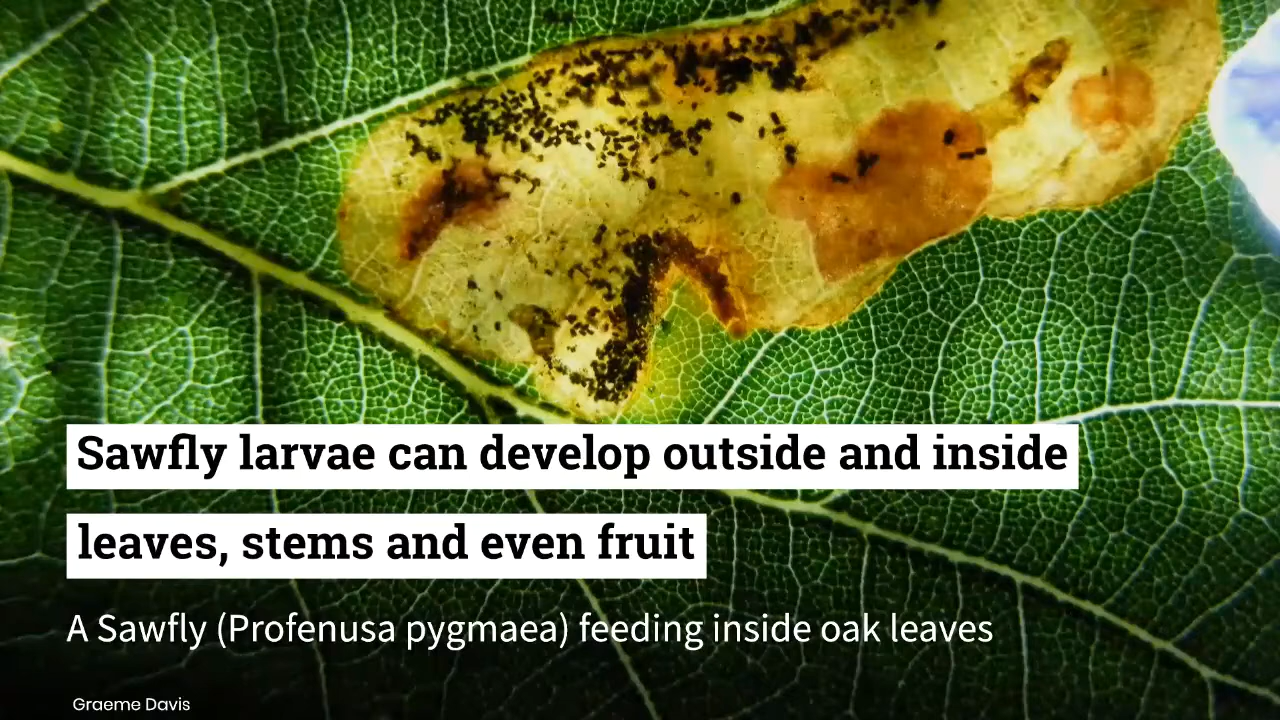 Sawfly larvae can develop outside and inside
leaves, stems and even fruit
A Sawfly (Profenusa pygmaea) feeding inside oak leaves
Graeme Davis